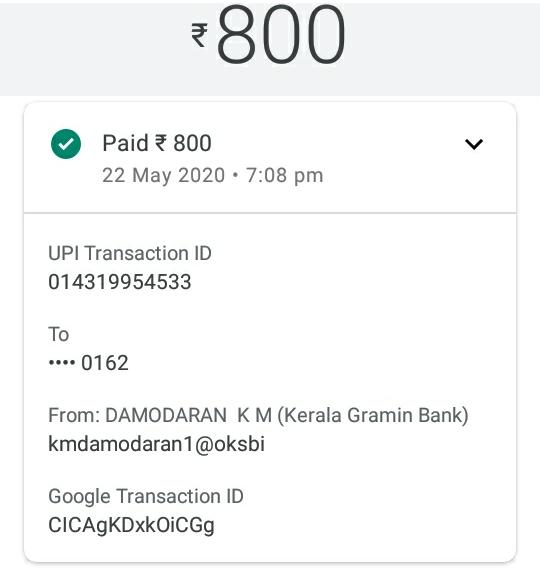 ₹800
Paid ₹ 800
22 May 2020 • 7:08 pm
UPI Transaction ID
014319954533
To
•••• 0162
From: DAMODARAN K M (Kerala Gramin Bank)
kmdamodaran1@oksbi
Google Transaction ID
CICAgKDxkOiCGg